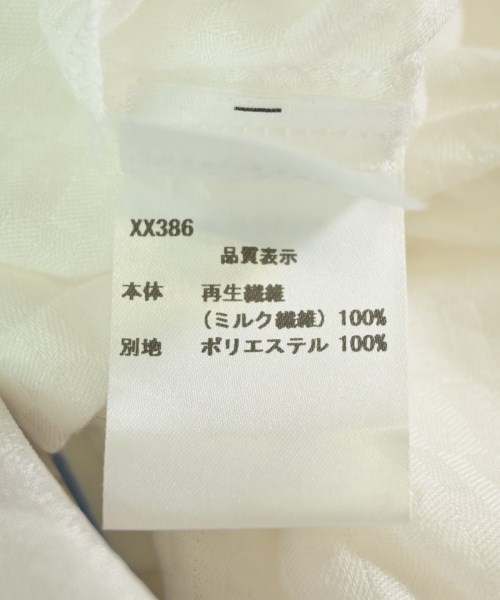 XX386
品質表示
本体 再生繊維
(ミルク繊維) 100%
別地 ポリエステル 100%